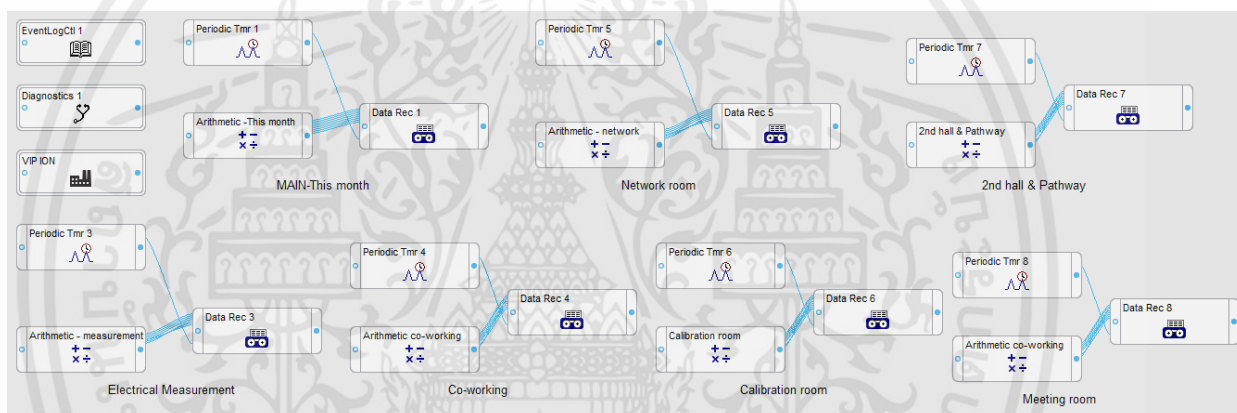 EventLogCtl 1
Diagnostics 1
VIP ION
Periodic Tmr 1
Arithmetic -This month
Data Rec 1
MAIN-This month
Periodic Tmr 5
Arithmetic - network
Data Rec 5
Network room
Periodic Tmr 7
2nd hall & Pathway
Data Rec 7
2nd hall & Pathway
Periodic Tmr 3
Arithmetic - measurement
Data Rec 3
Electrical Measurement
Periodic Tmr 4
Arithmetic co-working
Data Rec 4
Co-working
Periodic Tmr 6
Calibration room
Data Rec 6
Calibration room
Periodic Tmr 8
Arithmetic co-working
Data Rec 8
Meeting room